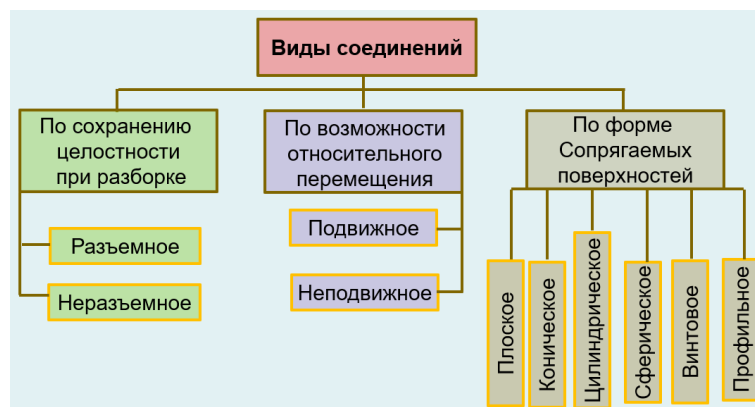 Виды соединений
По сохранению
целостности
при разборке
По возможности
относительного
перемещения
По форме
Сопрягаемых
поверхностей
Разъемное
Неразъемное
Подвижное
Неподвижное
Плоское
Коническое
Цилиндрическое
Сферическое
Винтовое
Профильное